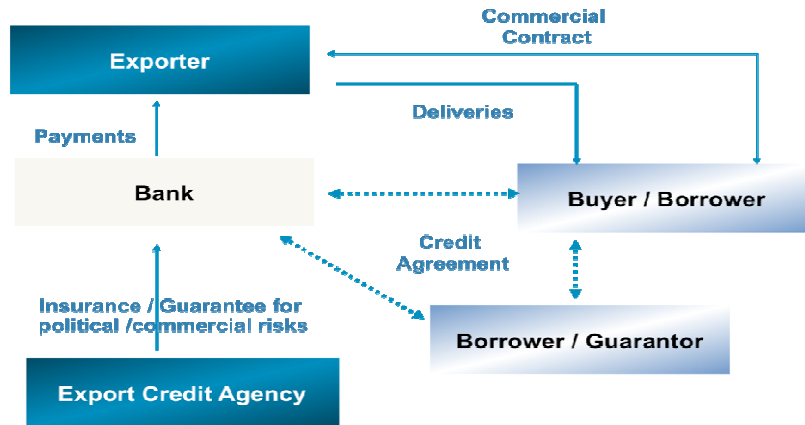 Commercial
Contract
Exporter
Deliveries
Payments
Bank
Buyer / Borrower
Credit
Agreement
Insurance / Guarantee for
political /commercial risks
Borrower / Guarantor
Export Credit Agency